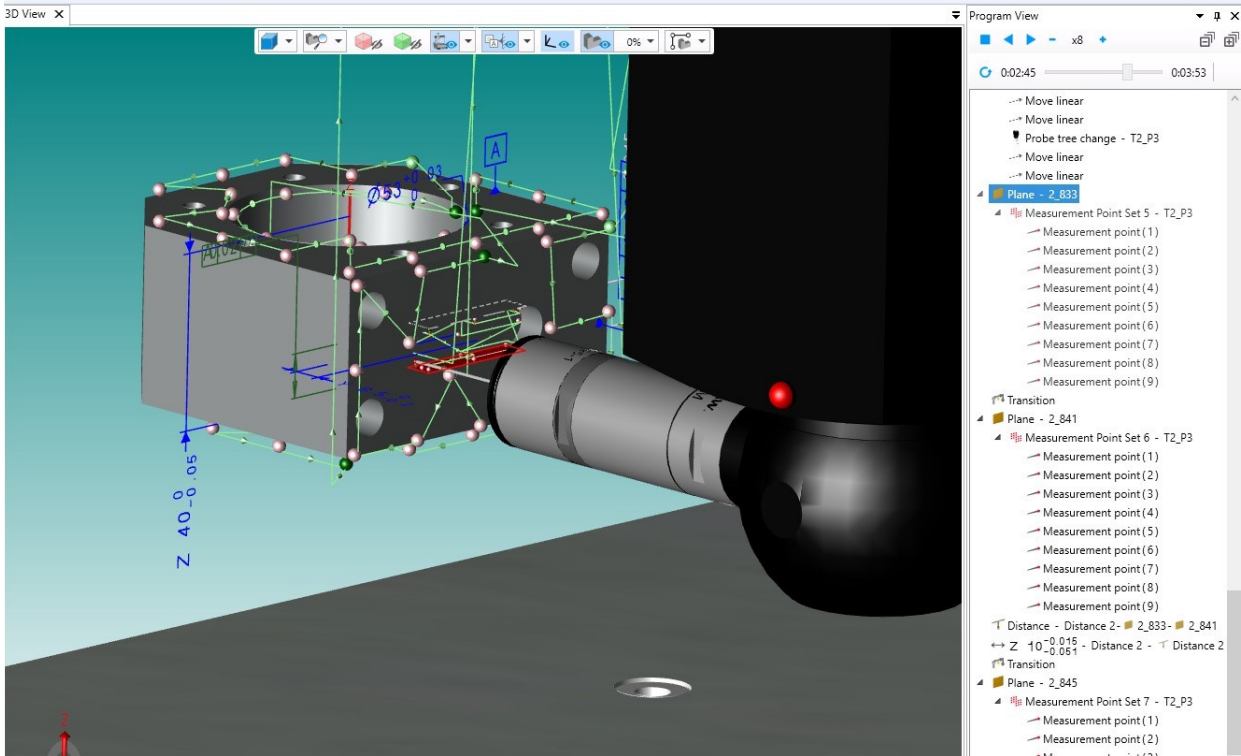 3D View
0%
Program View
x8
0:02:45
0:03:53
Move linear
Move linear
Probe tree change - T2_P3
Move linear
Move linear
Plane - 2_833
Measurement Point Set 5 - T2_P3
Measurement point(1)
Measurement point(2)
Measurement point(3)
Measurement point(4)
Measurement point(5)
Measurement point(6)
Measurement point(7)
Measurement point(8)
Measurement point(9)
Transition
Plane - 2_841
Measurement Point Set 6 - T2_P3
Measurement point(1)
Measurement point(2)
Measurement point(3)
Measurement point(4)
Measurement point(5)
Measurement point(6)
Measurement point(7)
Measurement point(8)
Measurement point(9)
Distance - Distance 2 - 2_833 - 2_841
Z 10 -0.015 -0.051 - Distance 2 - Distance 2
Transition
Plane - 2_845
Measurement Point Set 7 - T2_P3
Measurement point(1)
Measurement point(2)
A
Ø53 +0.03 0
Z 40 0 -0.05
Z